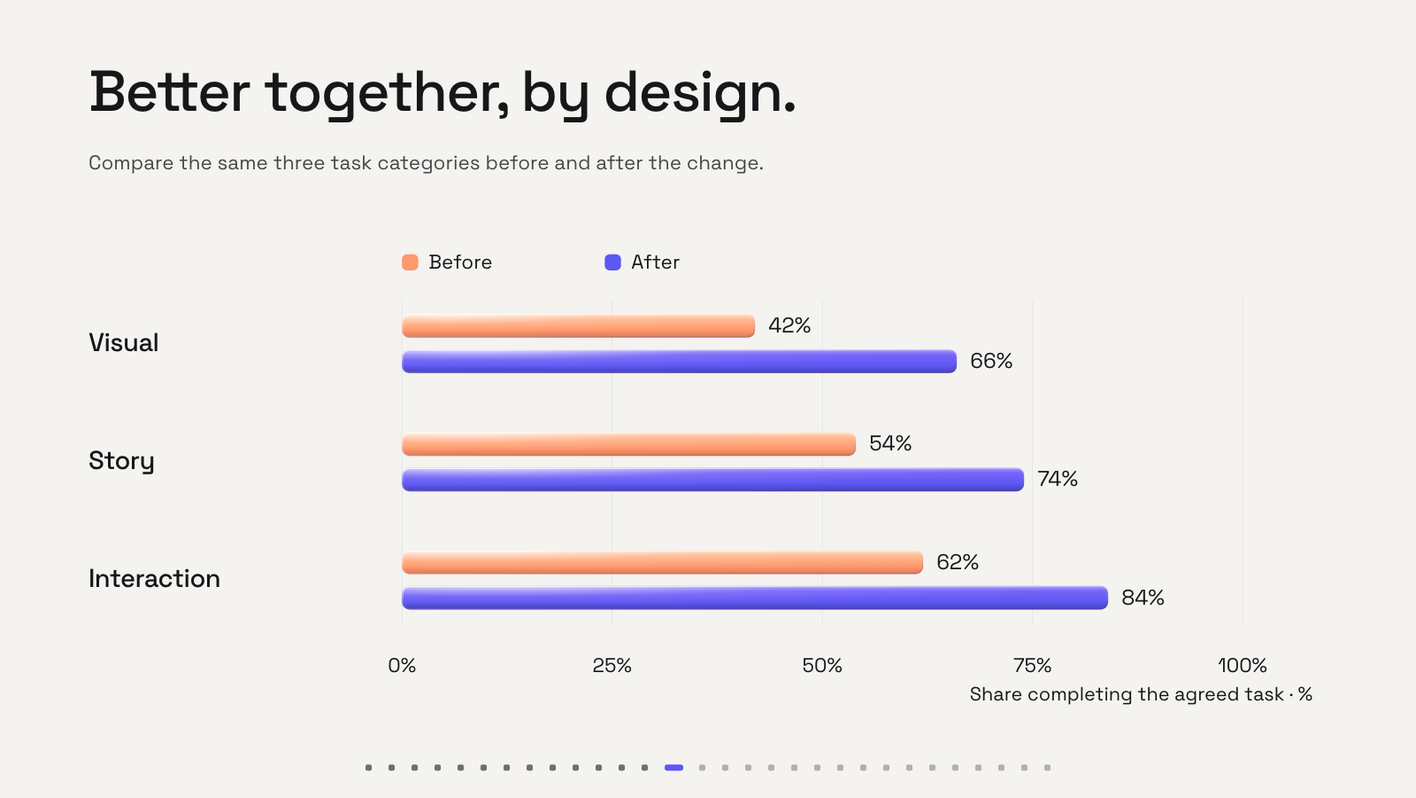 Better together, by design.
Compare the same three task categories before and after the change.
Before
After
Visual
42%
66%
Story
54%
74%
Interaction
62%
84%
0%
25%
50%
75%
100%
Share completing the agreed task · %